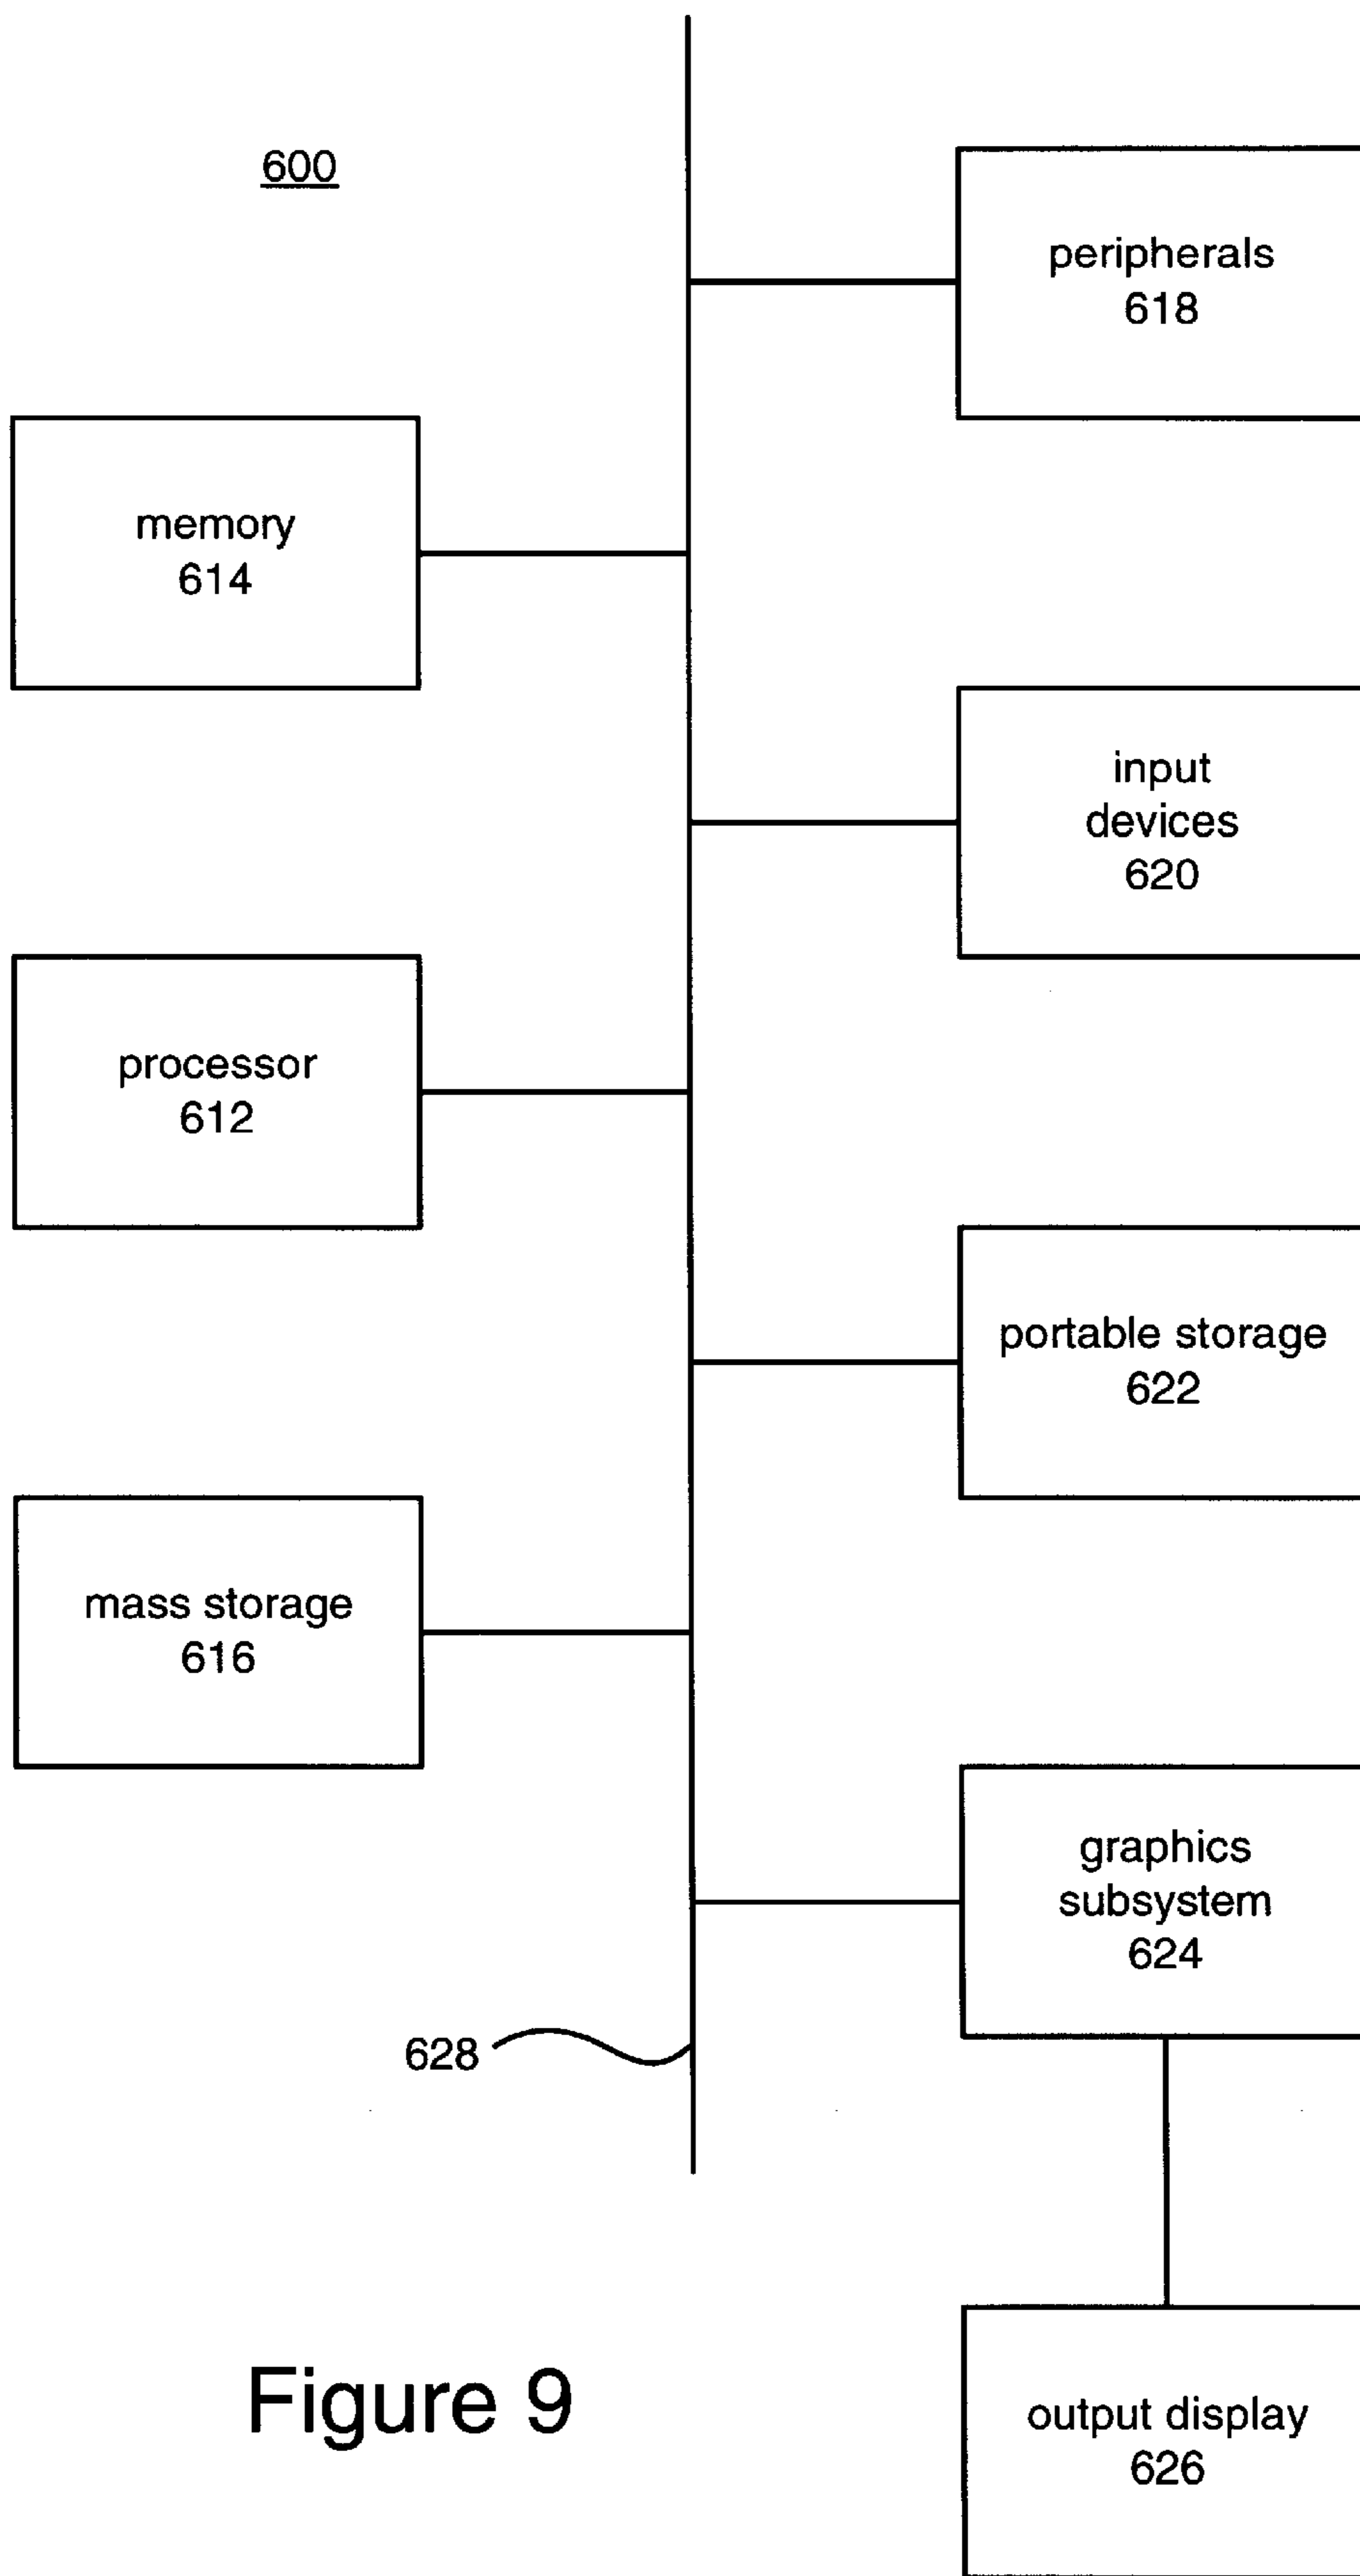 600
peripherals
618
memory
614
input
devices
620
processor
612
portable storage
622
mass storage
616
graphics
subsystem
624
628
Figure 9
output display
626